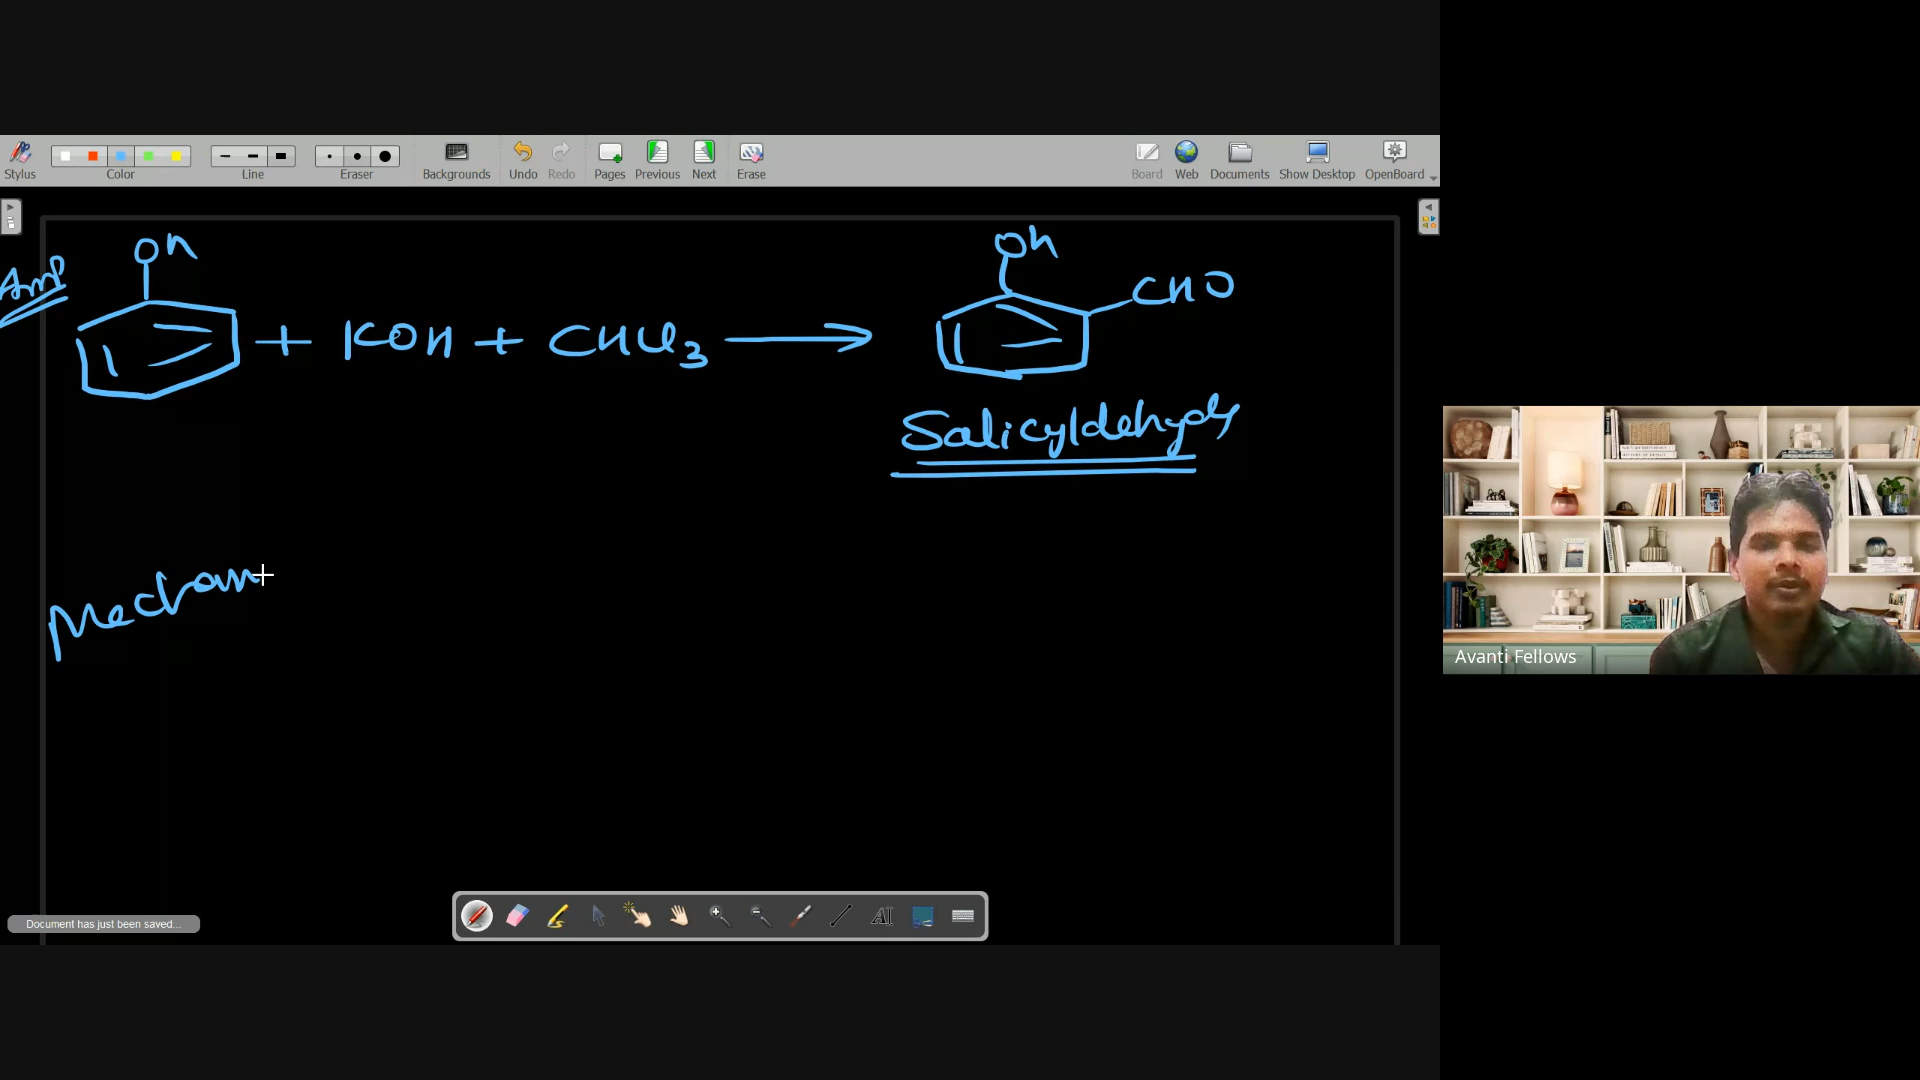 Stylus Color Line Eraser Backgrounds Undo Redo Pages Previous Next Erase Board Web Documents Show Desktop OpenBoard
OH
OH
CHO
+ KOH + CHCl3 ⟶
Salicyldehyde
Mechan
Avanti Fellows
Document has just been saved...